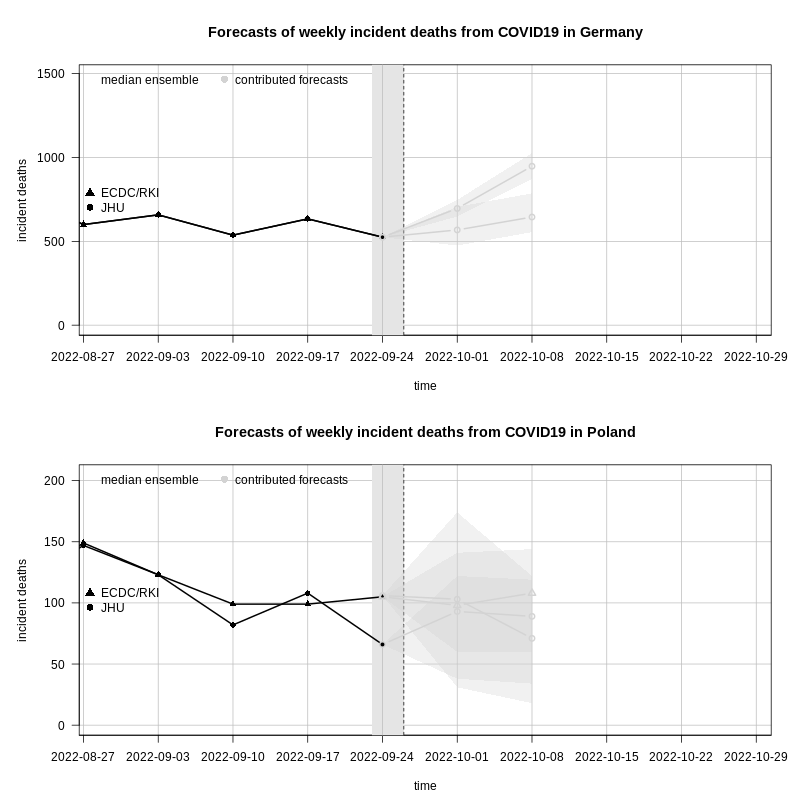 Forecasts of weekly incident deaths from COVID19 in Germany
median ensemble contributed forecasts
1500
1000
500
0
incident deaths
ECDC/RKI
JHU
2022-08-27 2022-09-03 2022-09-10 2022-09-17 2022-09-24 2022-10-01 2022-10-08 2022-10-15 2022-10-22 2022-10-29
time
Forecasts of weekly incident deaths from COVID19 in Poland
median ensemble contributed forecasts
200
150
100
50
0
incident deaths
ECDC/RKI
JHU
2022-08-27 2022-09-03 2022-09-10 2022-09-17 2022-09-24 2022-10-01 2022-10-08 2022-10-15 2022-10-22 2022-10-29
time